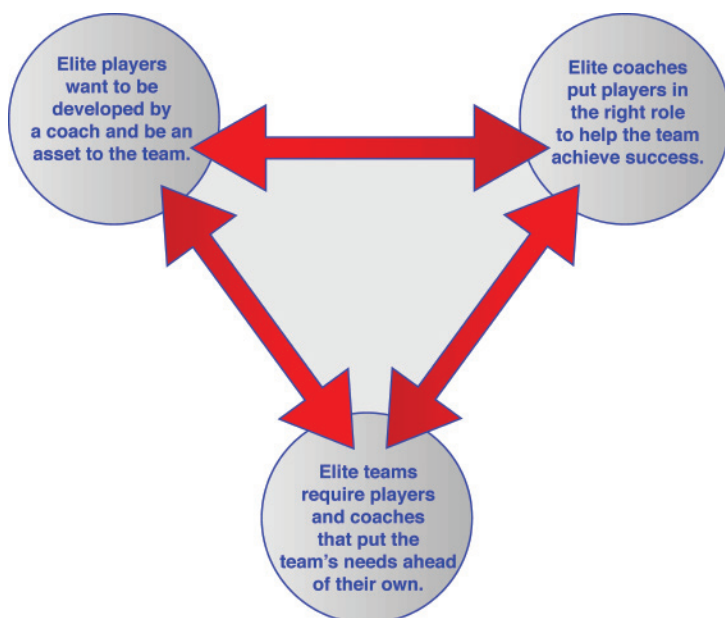 Elite players
want to be
developed by
a coach and be an
asset to the team.
Elite coaches
put players in
the right role
to help the team
achieve success.
Elite teams
require players
and coaches
that put the
team’s needs ahead
of their own.